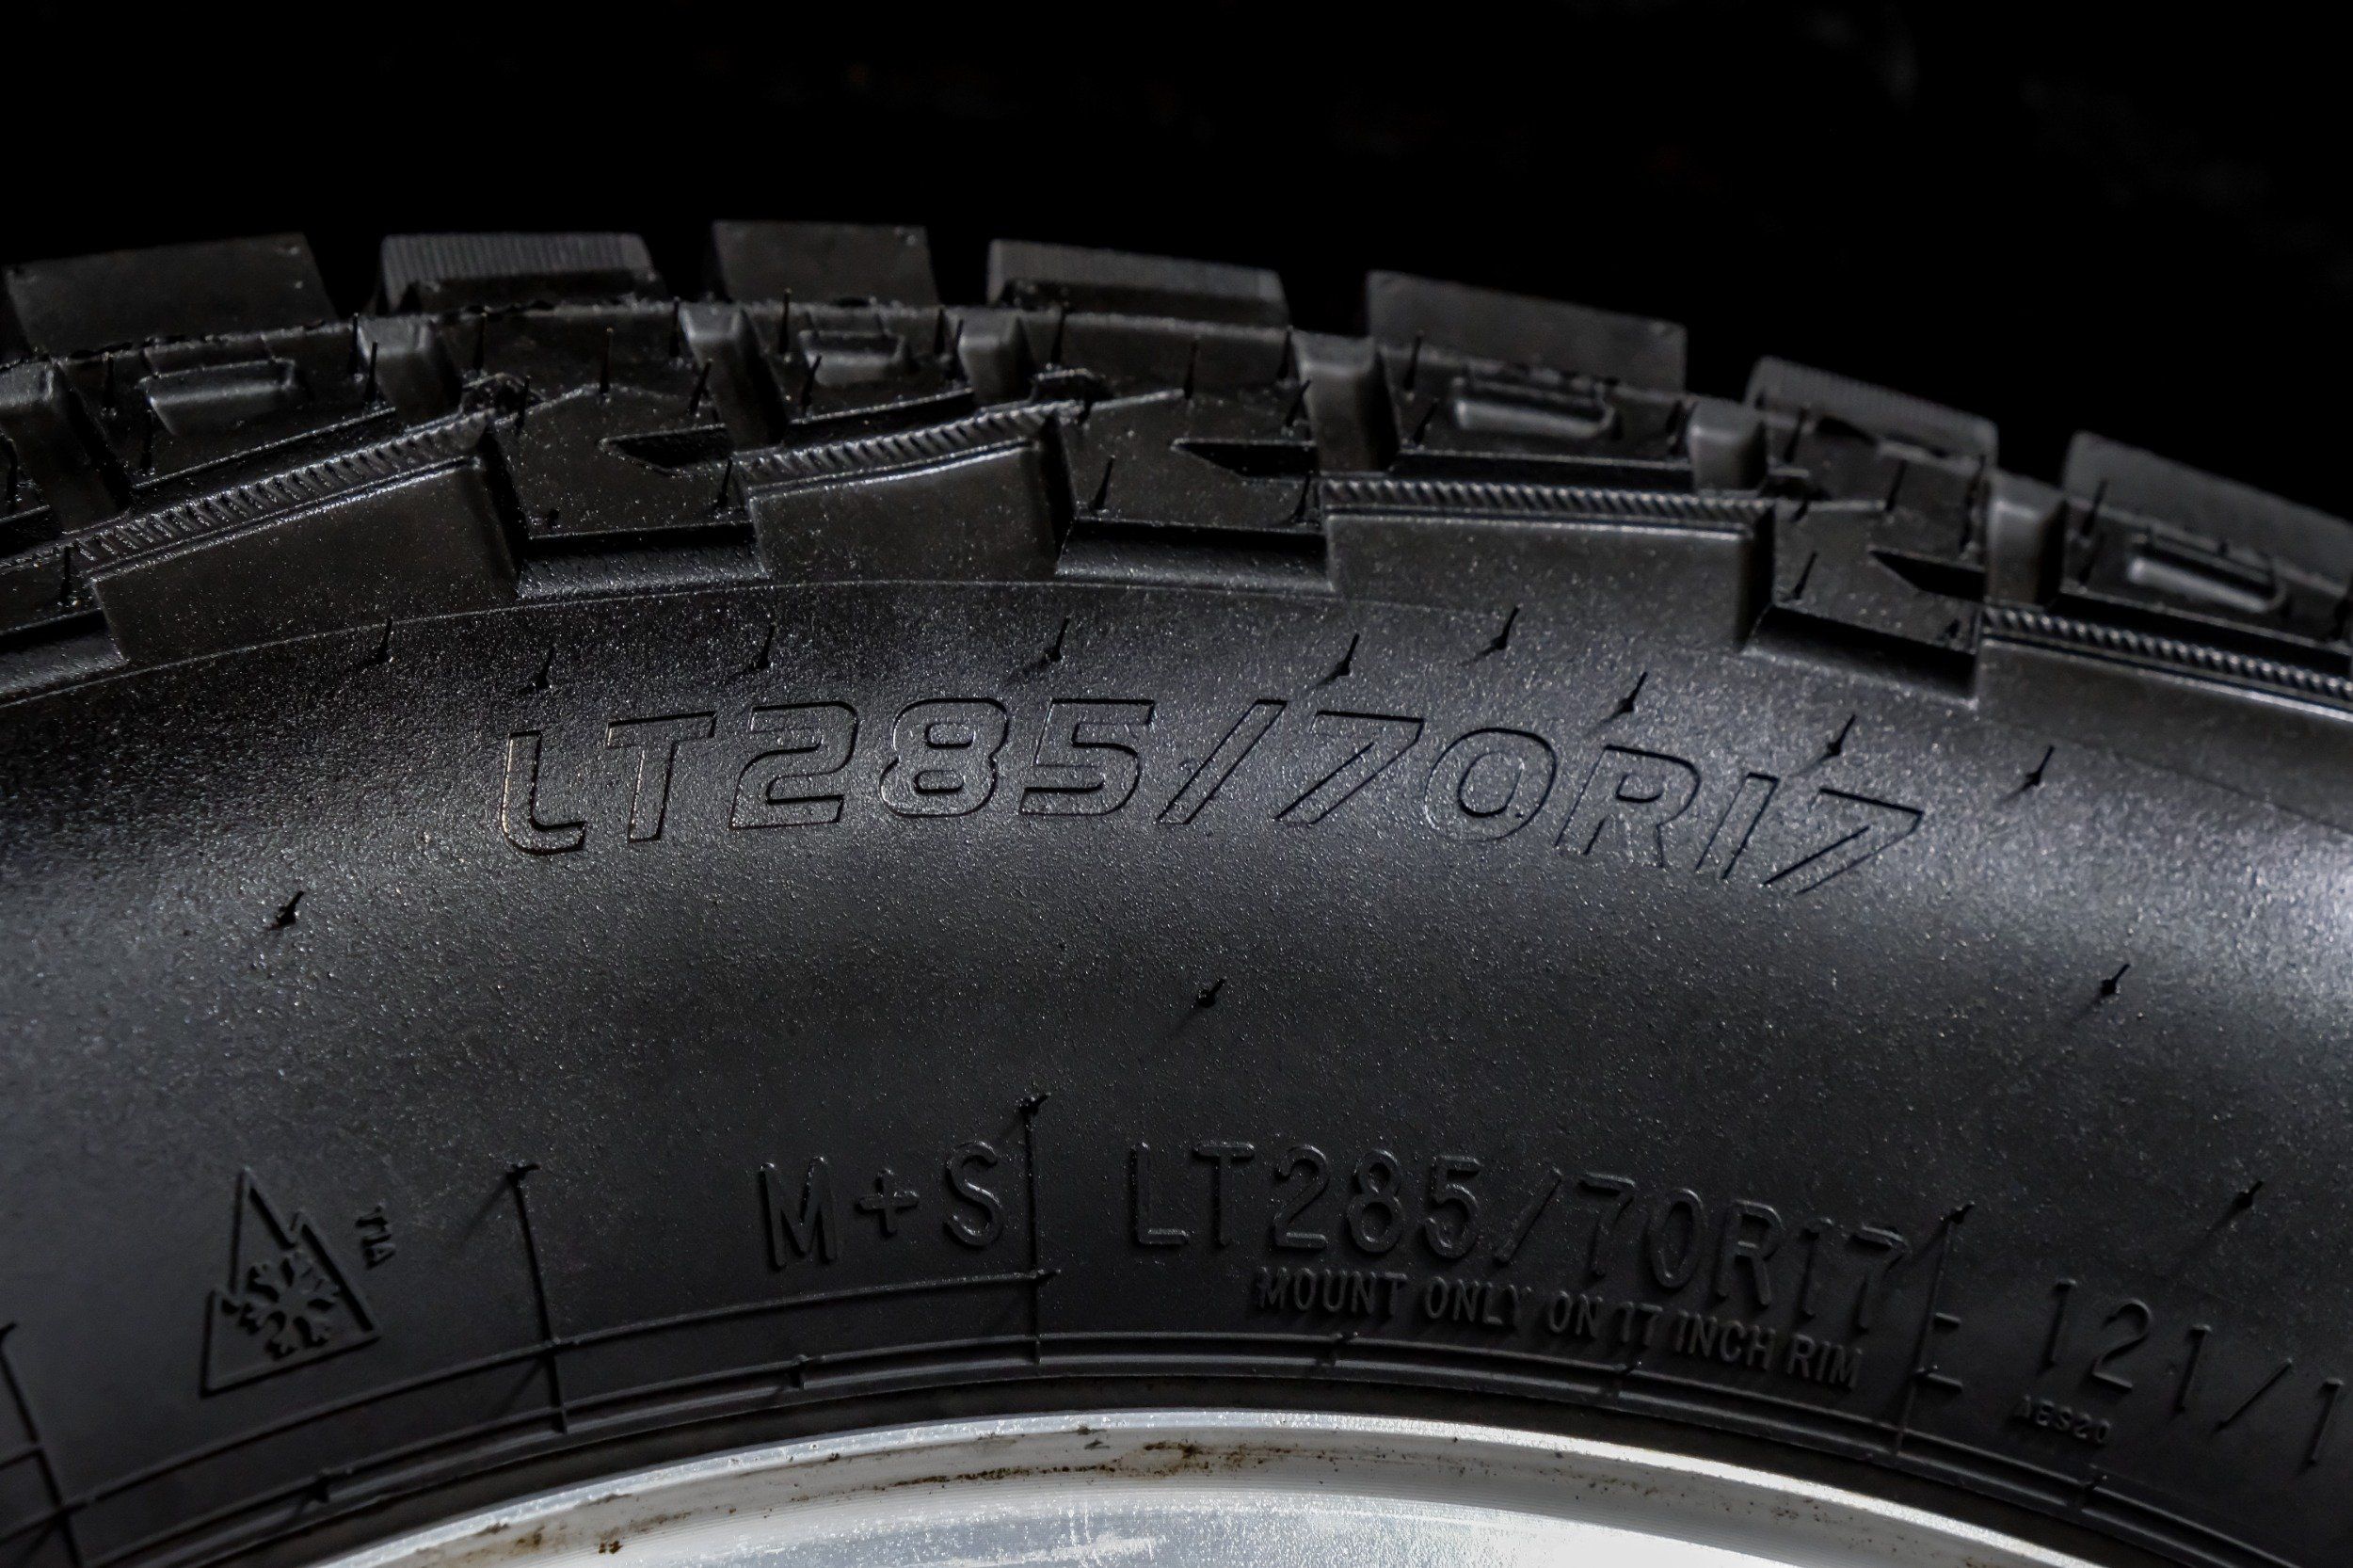 LT285/70R17
M+S LT285/70R17 121/1
MOUNT ONLY ON 17 INCH RIM